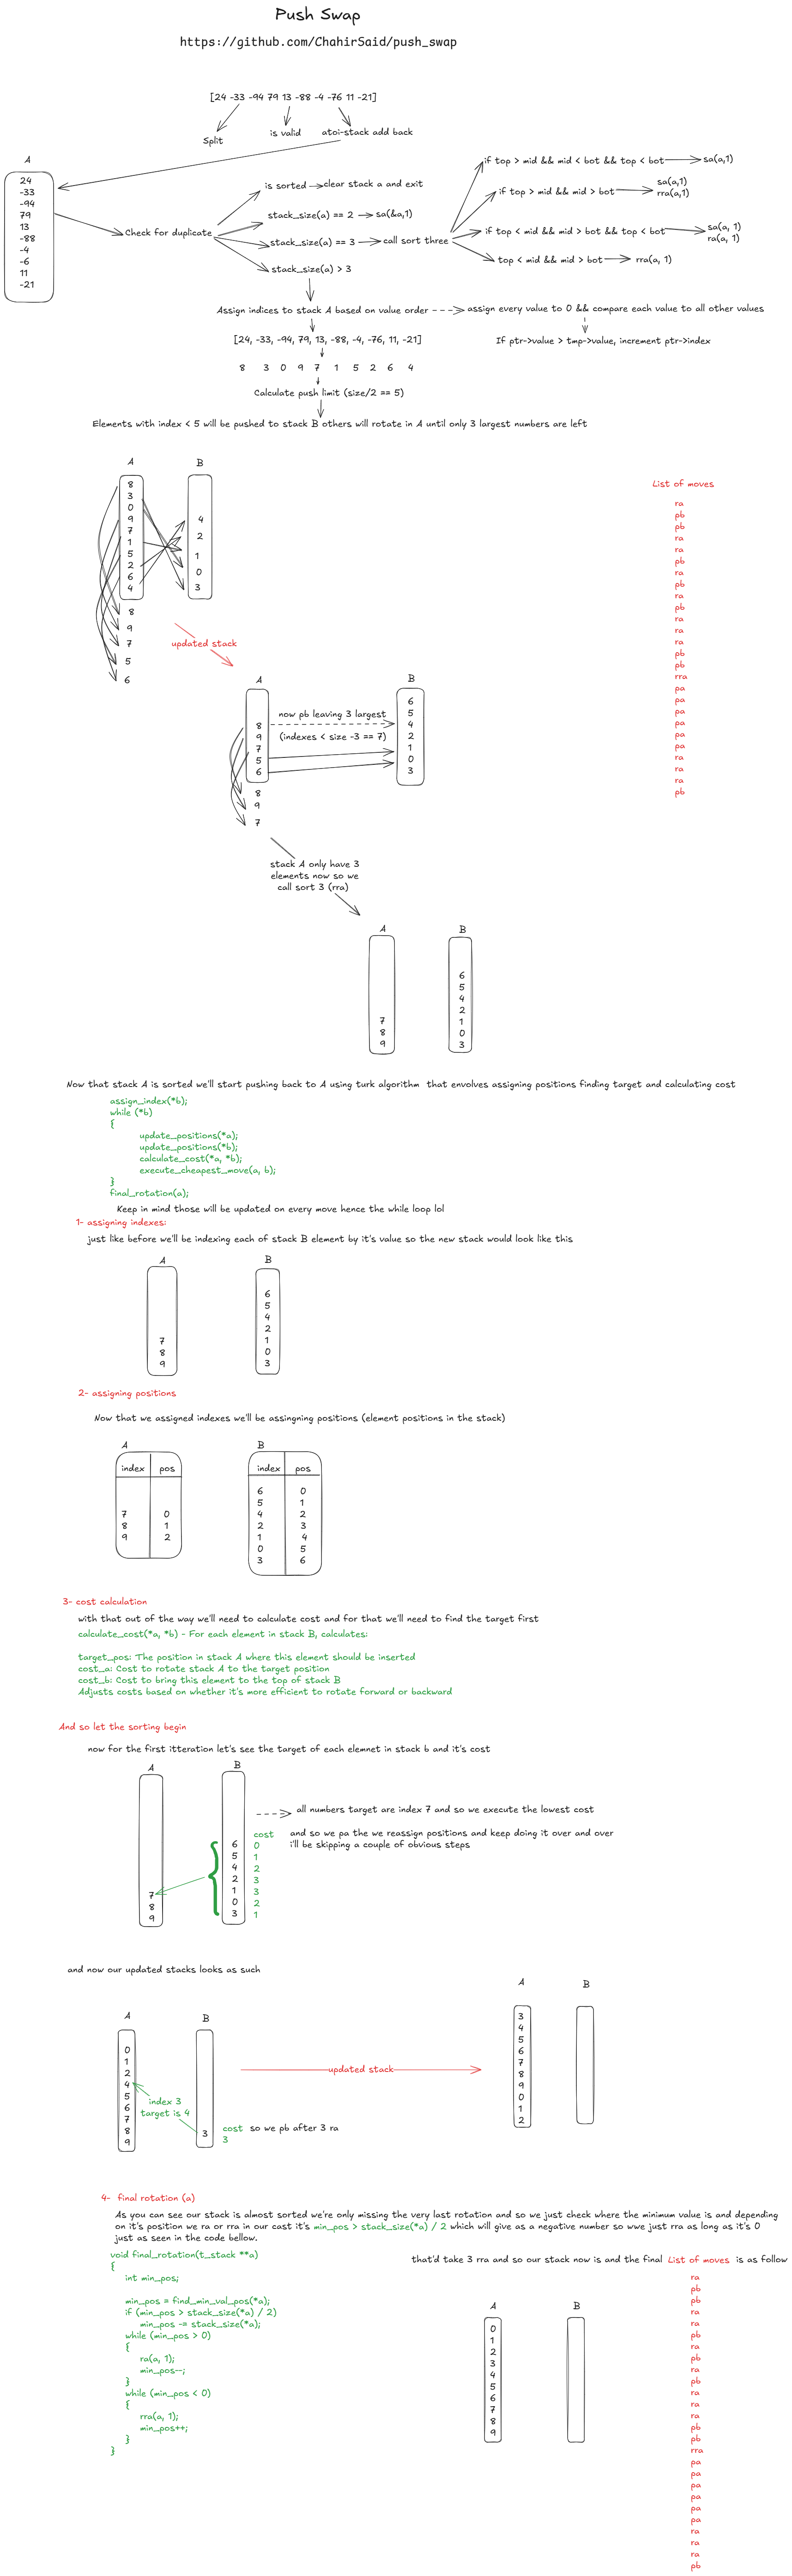 Push Swap
https://github.com/ChahirSaid/push_swap
[24 -33 -94 79 13 -88 -4 -76 11 -21]
Split
is valid
atoi-stack add back
A
24
-33
-94
79
13
-88
-4
-6
11
-21
Check for duplicate
is sorted
clear stack a and exit
stack_size(a) == 2
sa(&a,1)
stack_size(a) == 3
call sort three
stack_size(a) > 3
if top > mid && mid < bot && top < bot
sa(a,1)
if top > mid && mid > bot
sa(a,1)
rra(a,1)
if top < mid && mid > bot && top < bot
sa(a, 1)
ra(a, 1)
top < mid && mid > bot
rra(a, 1)
Assign indices to stack A based on value order
assign every value to 0 && compare each value to all other values
If ptr->value > tmp->value, increment ptr->index
[24, -33, -94, 79, 13, -88, -4, -76, 11, -21]
8 3 0 9 7 1 5 2 6 4
Calculate push limit (size/2 == 5)
Elements with index < 5 will be pushed to stack B others will rotate in A until only 3 largest numbers are left
A
8
3
0
9
7
1
5
2
6
4
8
9
7
5
6
B
4
2
1
0
3
List of moves
ra
pb
pb
ra
ra
pb
ra
pb
ra
pb
ra
ra
ra
pb
pb
rra
pa
pa
pa
pa
pa
pa
ra
ra
ra
pb
updated stack
A
8
9
7
5
6
8
9
7
now pb leaving 3 largest
(indexes < size -3 == 7)
B
6
5
4
2
1
0
3
stack A only have 3
elements now so we
call sort 3 (rra)
A
7
8
9
B
6
5
4
2
1
0
3
Now that stack A is sorted we'll start pushing back to A using turk algorithm that envolves assigning positions finding target and calculating cost
assign_index(*b);
while (*b)
{
update_positions(*a);
update_positions(*b);
calculate_cost(*a, *b);
execute_cheapest_move(a, b);
}
final_rotation(a);
Keep in mind those will be updated on every move hence the while loop lol
1- assigning indexes:
just like before we'll be indexing each of stack B element by it's value so the new stack would look like this
A
7
8
9
B
6
5
4
2
1
0
3
2- assigning positions
Now that we assigned indexes we'll be assingning positions (element positions in the stack)
A
index pos
7 0
8 1
9 2
B
index pos
6 0
5 1
4 2
2 3
1 4
0 5
3 6
3- cost calculation
with that out of the way we'll need to calculate cost and for that we'll need to find the target first
calculate_cost(*a, *b) - For each element in stack B, calculates:
target_pos: The position in stack A where this element should be inserted
cost_a: Cost to rotate stack A to the target position
cost_b: Cost to bring this element to the top of stack B
Adjusts costs based on whether it's more efficient to rotate forward or backward
And so let the sorting begin
now for the first itteration let's see the target of each elemnet in stack b and it's cost
A
7
8
9
B
6
5
4
2
1
0
3
cost
0
1
2
3
3
2
1
all numbers target are index 7 and so we execute the lowest cost
and so we pa the we reassign positions and keep doing it over and over
i'll be skipping a couple of obvious steps
and now our updated stacks looks as such
A
0
1
2
4
5
6
7
8
9
index 3
target is 4
B
3
cost
3
so we pb after 3 ra
updated stack
A
3
4
5
6
7
8
9
0
1
2
B
4- final rotation (a)
As you can see our stack is almost sorted we're only missing the very last rotation and so we just check where the minimum value is and depending
on it's position we ra or rra in our cast it's min_pos > stack_size(*a) / 2 which will give as a negative number so wwe just rra as long as it's 0
just as seen in the code bellow.
void final_rotation(t_stack **a)
{
int min_pos;
min_pos = find_min_val_pos(*a);
if (min_pos > stack_size(*a) / 2)
min_pos -= stack_size(*a);
while (min_pos > 0)
{
ra(a, 1);
min_pos--;
}
while (min_pos < 0)
{
rra(a, 1);
min_pos++;
}
}
that'd take 3 rra and so our stack now is and the final List of moves is as follow
A
0
1
2
3
4
5
6
7
8
9
B
ra
pb
pb
ra
ra
pb
ra
pb
ra
pb
ra
ra
ra
pb
pb
rra
pa
pa
pa
pa
pa
pa
ra
ra
ra
pb